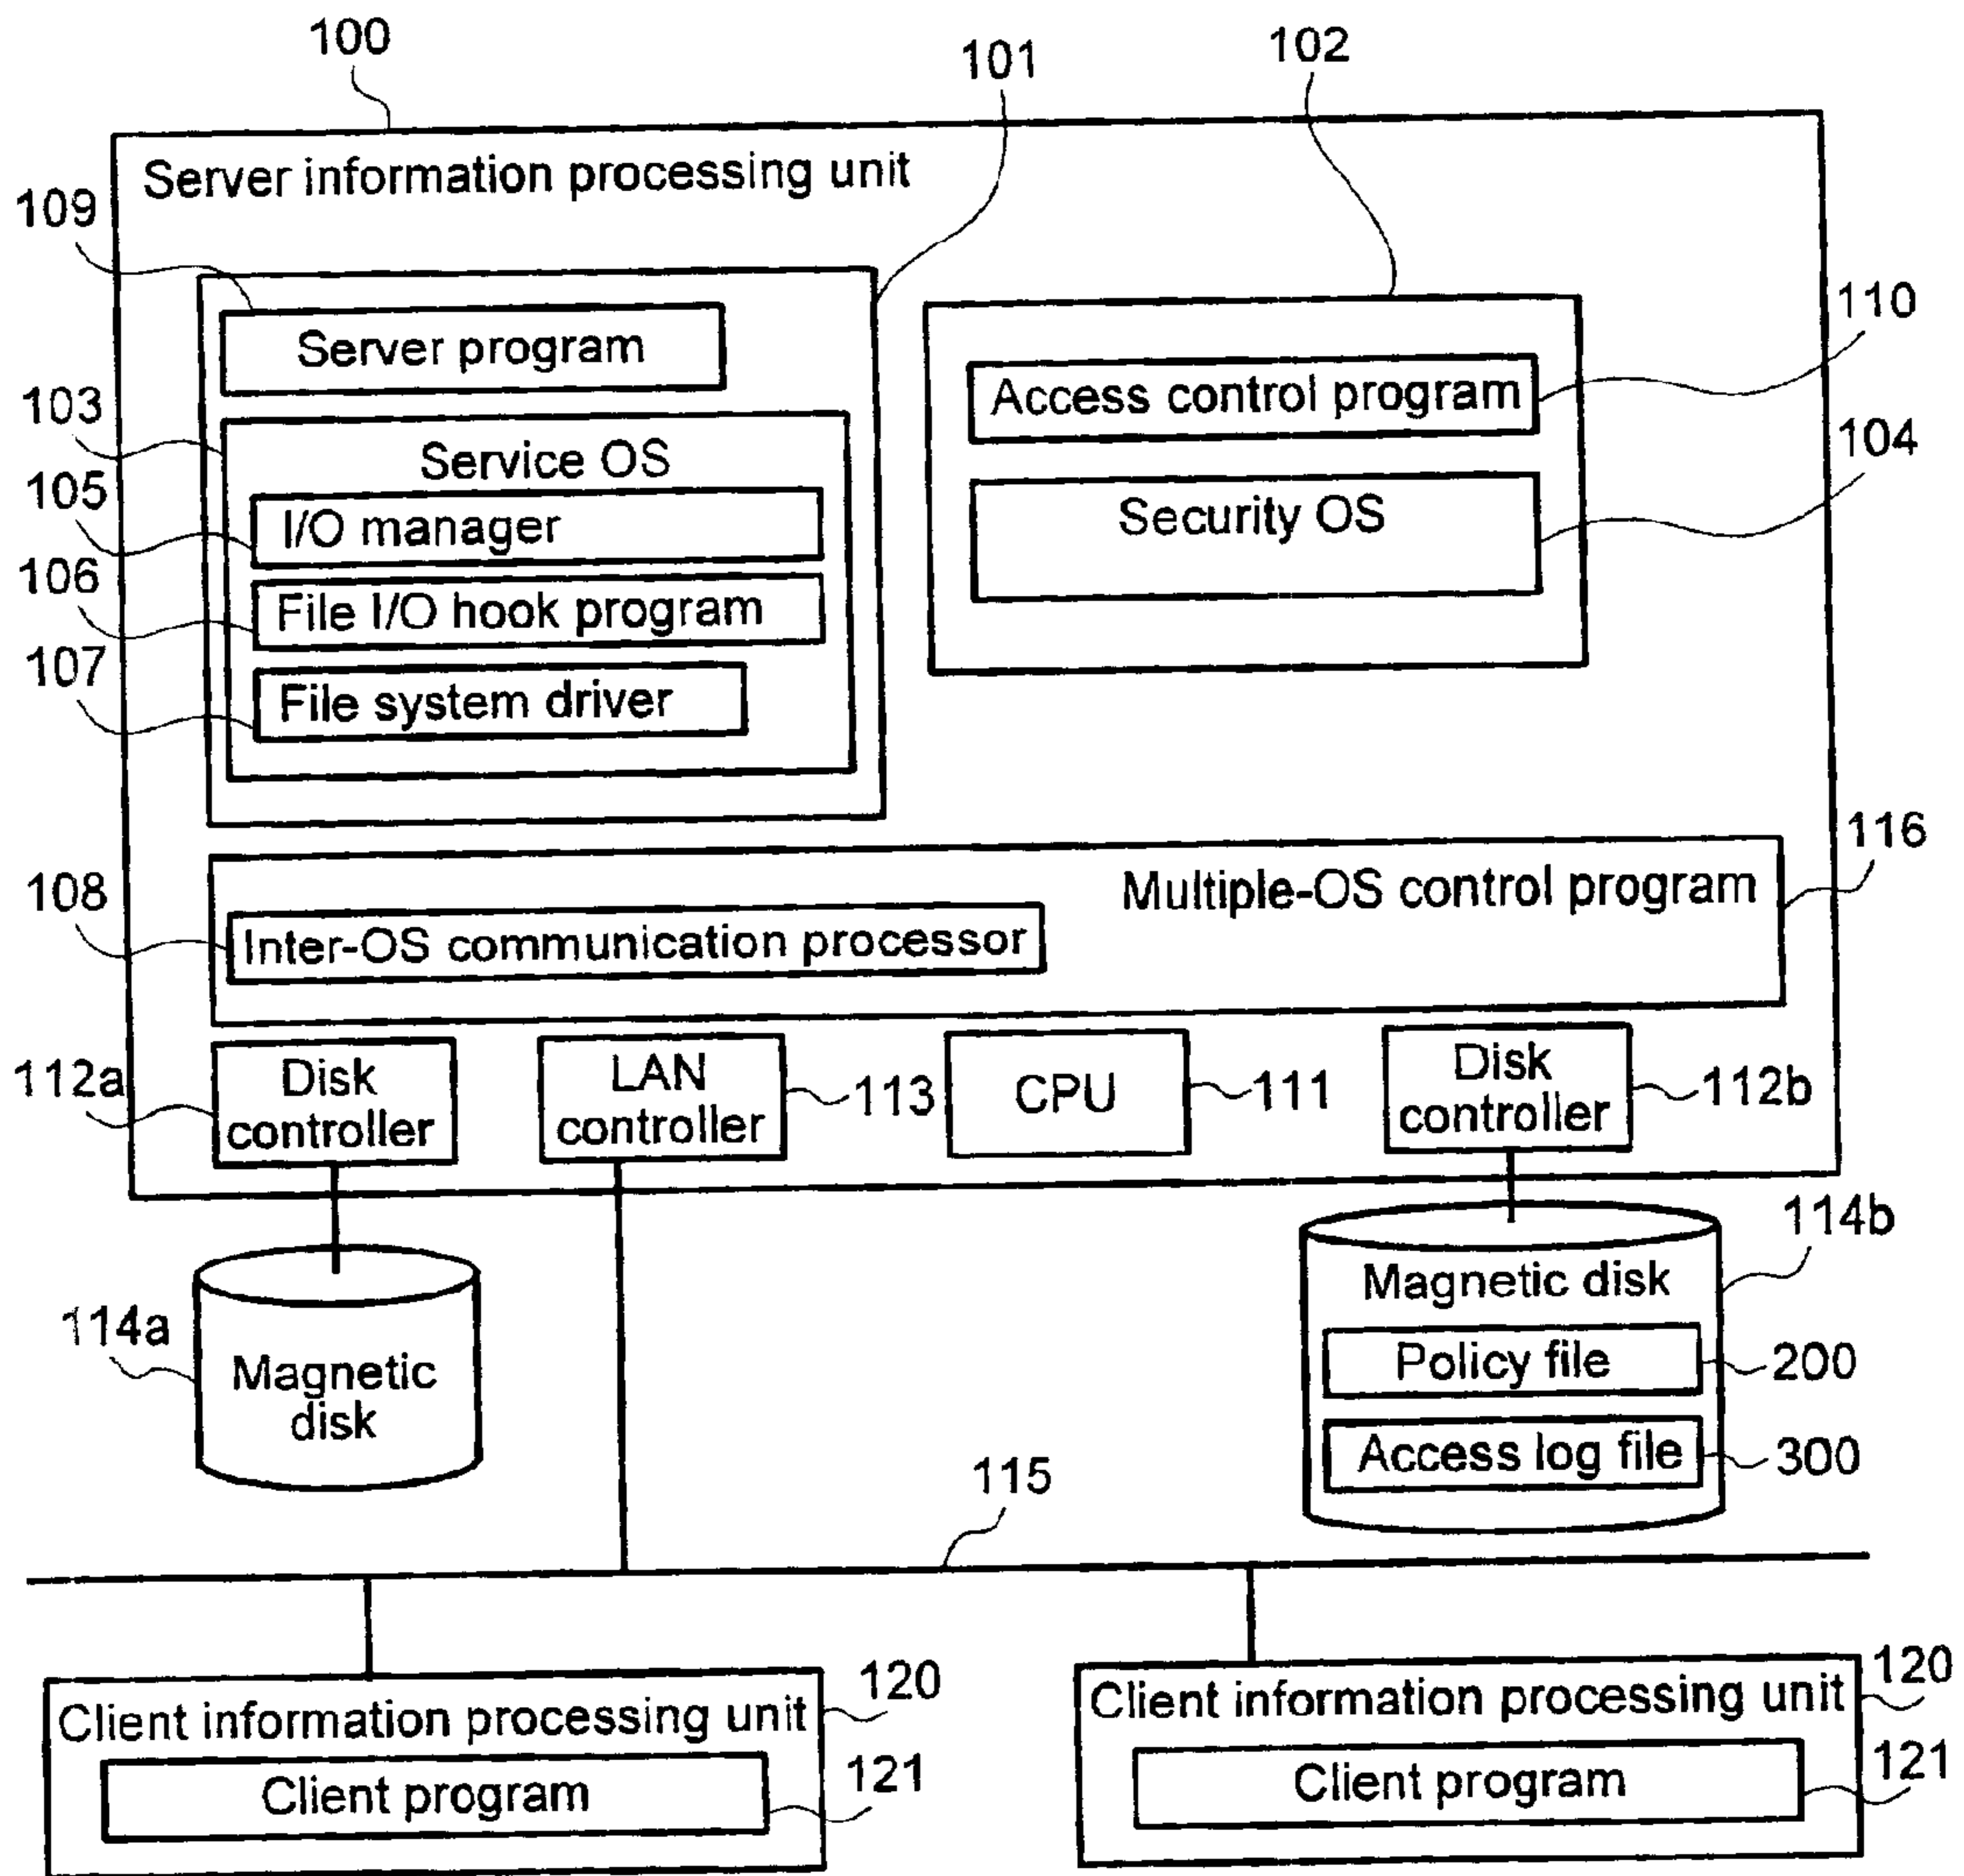 100
101
102
Server information processing unit
109
Server program
110
Access control program
103
Service OS
104
Security OS
105
I/O manager
106
File I/O hook program
107
File system driver
116
Multiple-OS control program
108
Inter-OS communication processor
112a
Disk
controller
LAN
controller
113
CPU
111
Disk
controller
112b
114a
Magnetic
disk
114b
Magnetic disk
Policy file
200
Access log file
300
115
Client information processing unit
120
Client program
121
Client information processing unit
120
Client program
121